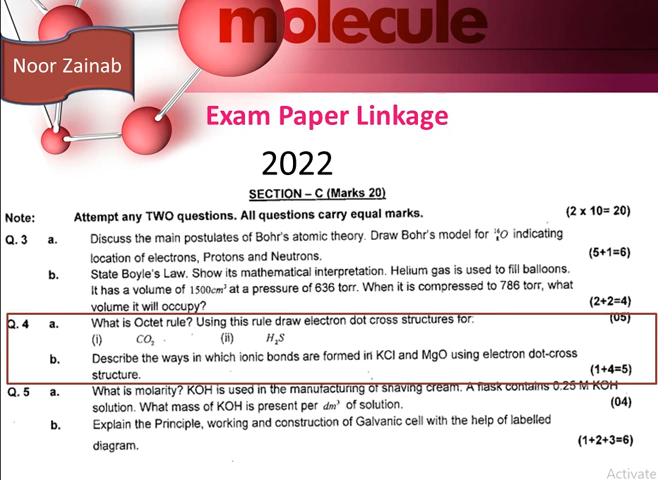 molecule
Noor Zainab
Exam Paper Linkage
2022
SECTION – C (Marks 20)
Note: Attempt any TWO questions. All questions carry equal marks. (2 x 10= 20)
Q. 3 a. Discuss the main postulates of Bohr's atomic theory. Draw Bohr's model for ¹⁶₈O indicating
location of electrons, Protons and Neutrons. (5+1=6)
b. State Boyle's Law. Show its mathematical interpretation. Helium gas is used to fill balloons.
It has a volume of 1500cm³ at a pressure of 636 torr. When it is compressed to 786 torr, what
volume it will occupy? (2+2=4)
Q. 4 a. What is Octet rule? Using this rule draw electron dot cross structures for: (05)
(i) CO₂ (ii) H₂S
b. Describe the ways in which ionic bonds are formed in KCl and MgO using electron dot-cross
structure. (1+4=5)
Q. 5 a. What is molarity? KOH is used in the manufacturing of shaving cream. A flask contains 0.25 M KOH
solution. What mass of KOH is present per dm³ of solution. (04)
b. Explain the Principle, working and construction of Galvanic cell with the help of labelled
diagram. (1+2+3=6)
Activate